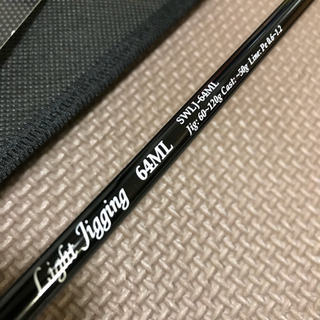 Light Jigging 64ML
SWLJ-64ML
Jig: 60~120g Cast: ~50g Line: Pe 0.6~1.2